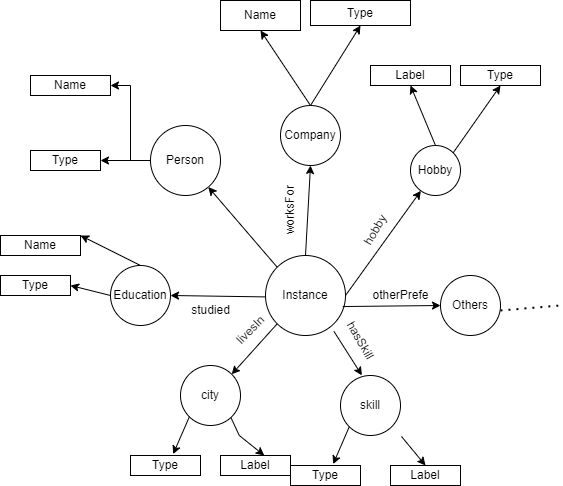 Name
Type
Label
Type
Name
Company
Type
Person
Hobby
worksFor
hobby
Name
Type
Education
studied
Instance
otherPrefe
Others
livesIn
hasSkill
city
skill
Type
Label
Type
Label